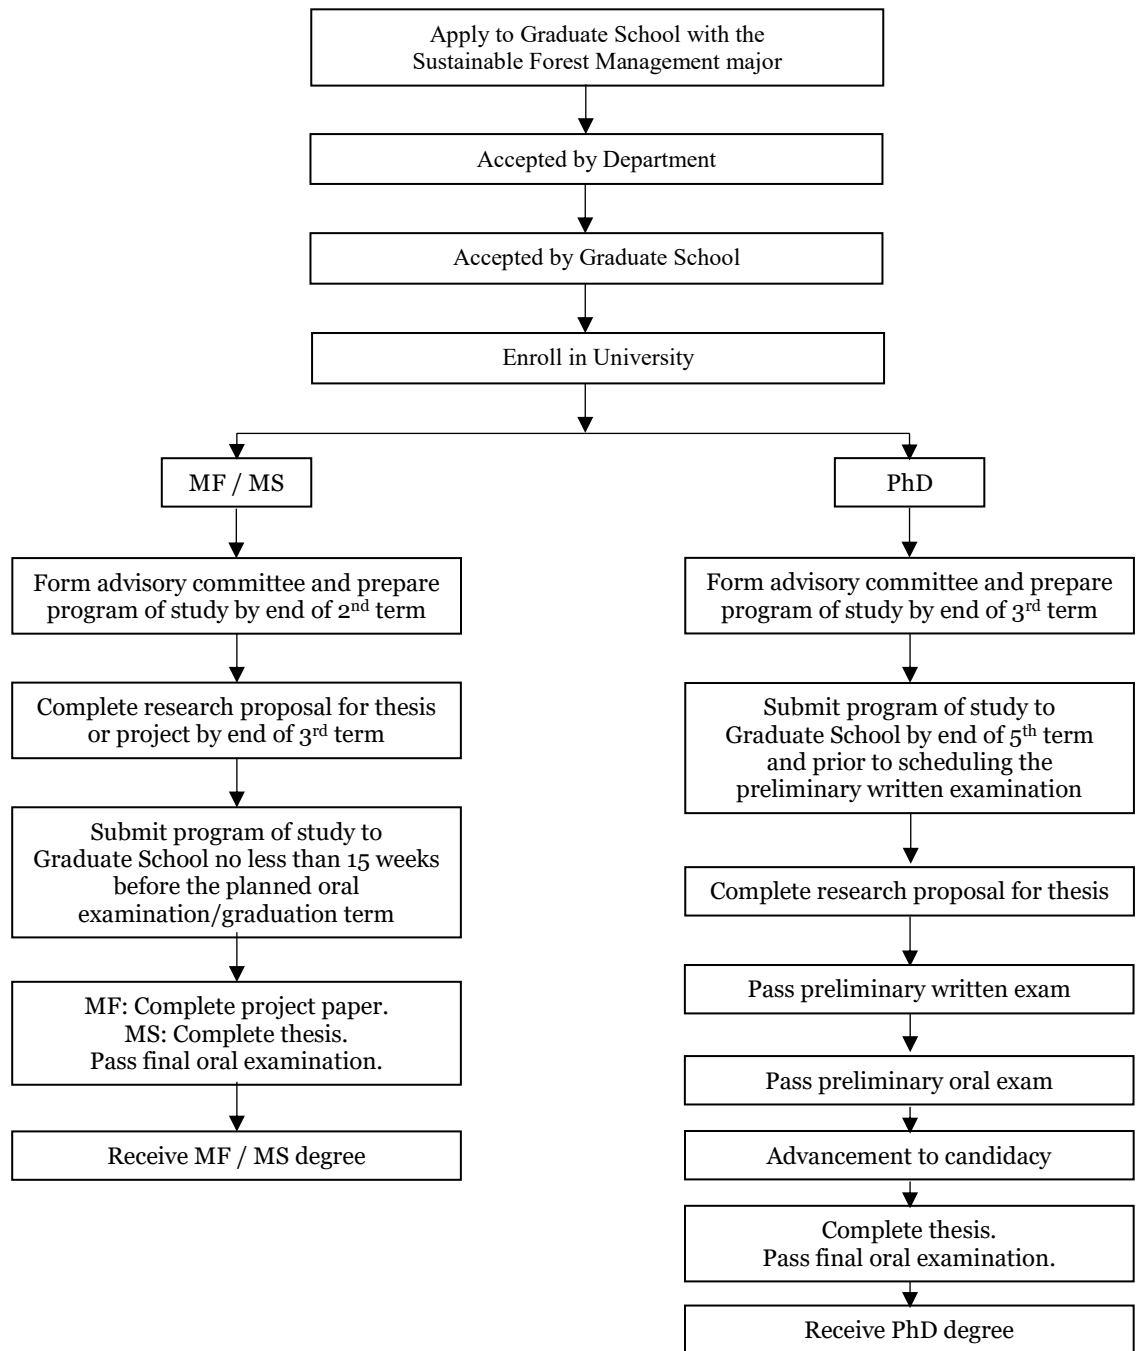 Apply to Graduate School with the
Sustainable Forest Management major
Accepted by Department
Accepted by Graduate School
Enroll in University
MF / MS
Form advisory committee and prepare
program of study by end of 2nd term
Complete research proposal for thesis
or project by end of 3rd term
Submit program of study to
Graduate School no less than 15 weeks
before the planned oral
examination/graduation term
MF: Complete project paper.
MS: Complete thesis.
Pass final oral examination.
Receive MF / MS degree
PhD
Form advisory committee and prepare
program of study by end of 3rd term
Submit program of study to
Graduate School by end of 5th term
and prior to scheduling the
preliminary written examination
Complete research proposal for thesis
Pass preliminary written exam
Pass preliminary oral exam
Advancement to candidacy
Complete thesis.
Pass final oral examination.
Receive PhD degree